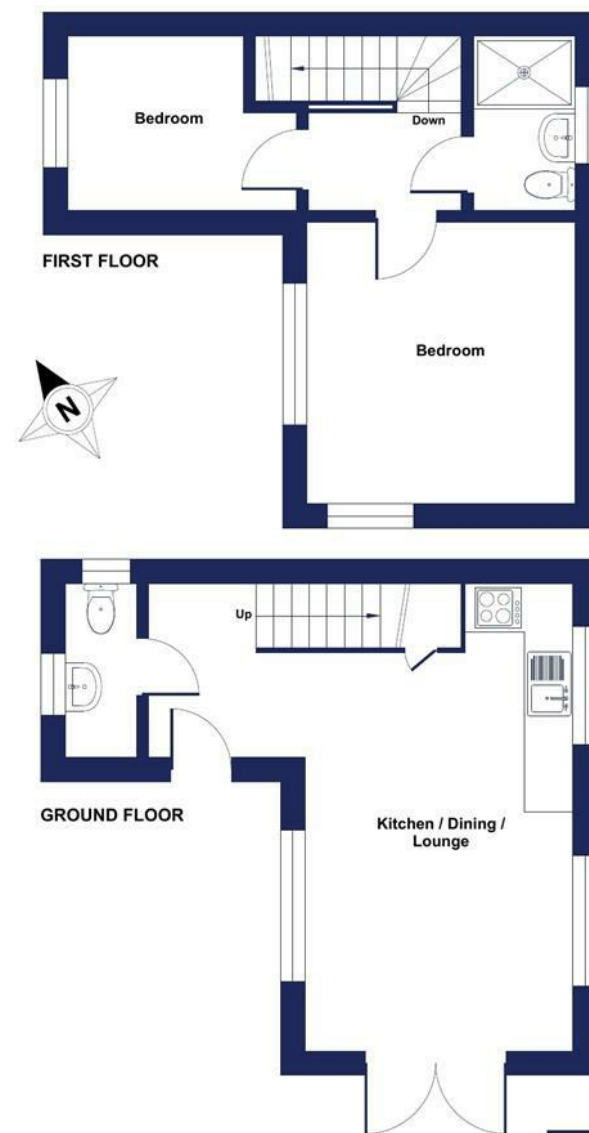 Bedroom
Down
FIRST FLOOR
Bedroom
N
Up
GROUND FLOOR
Kitchen / Dining /
Lounge